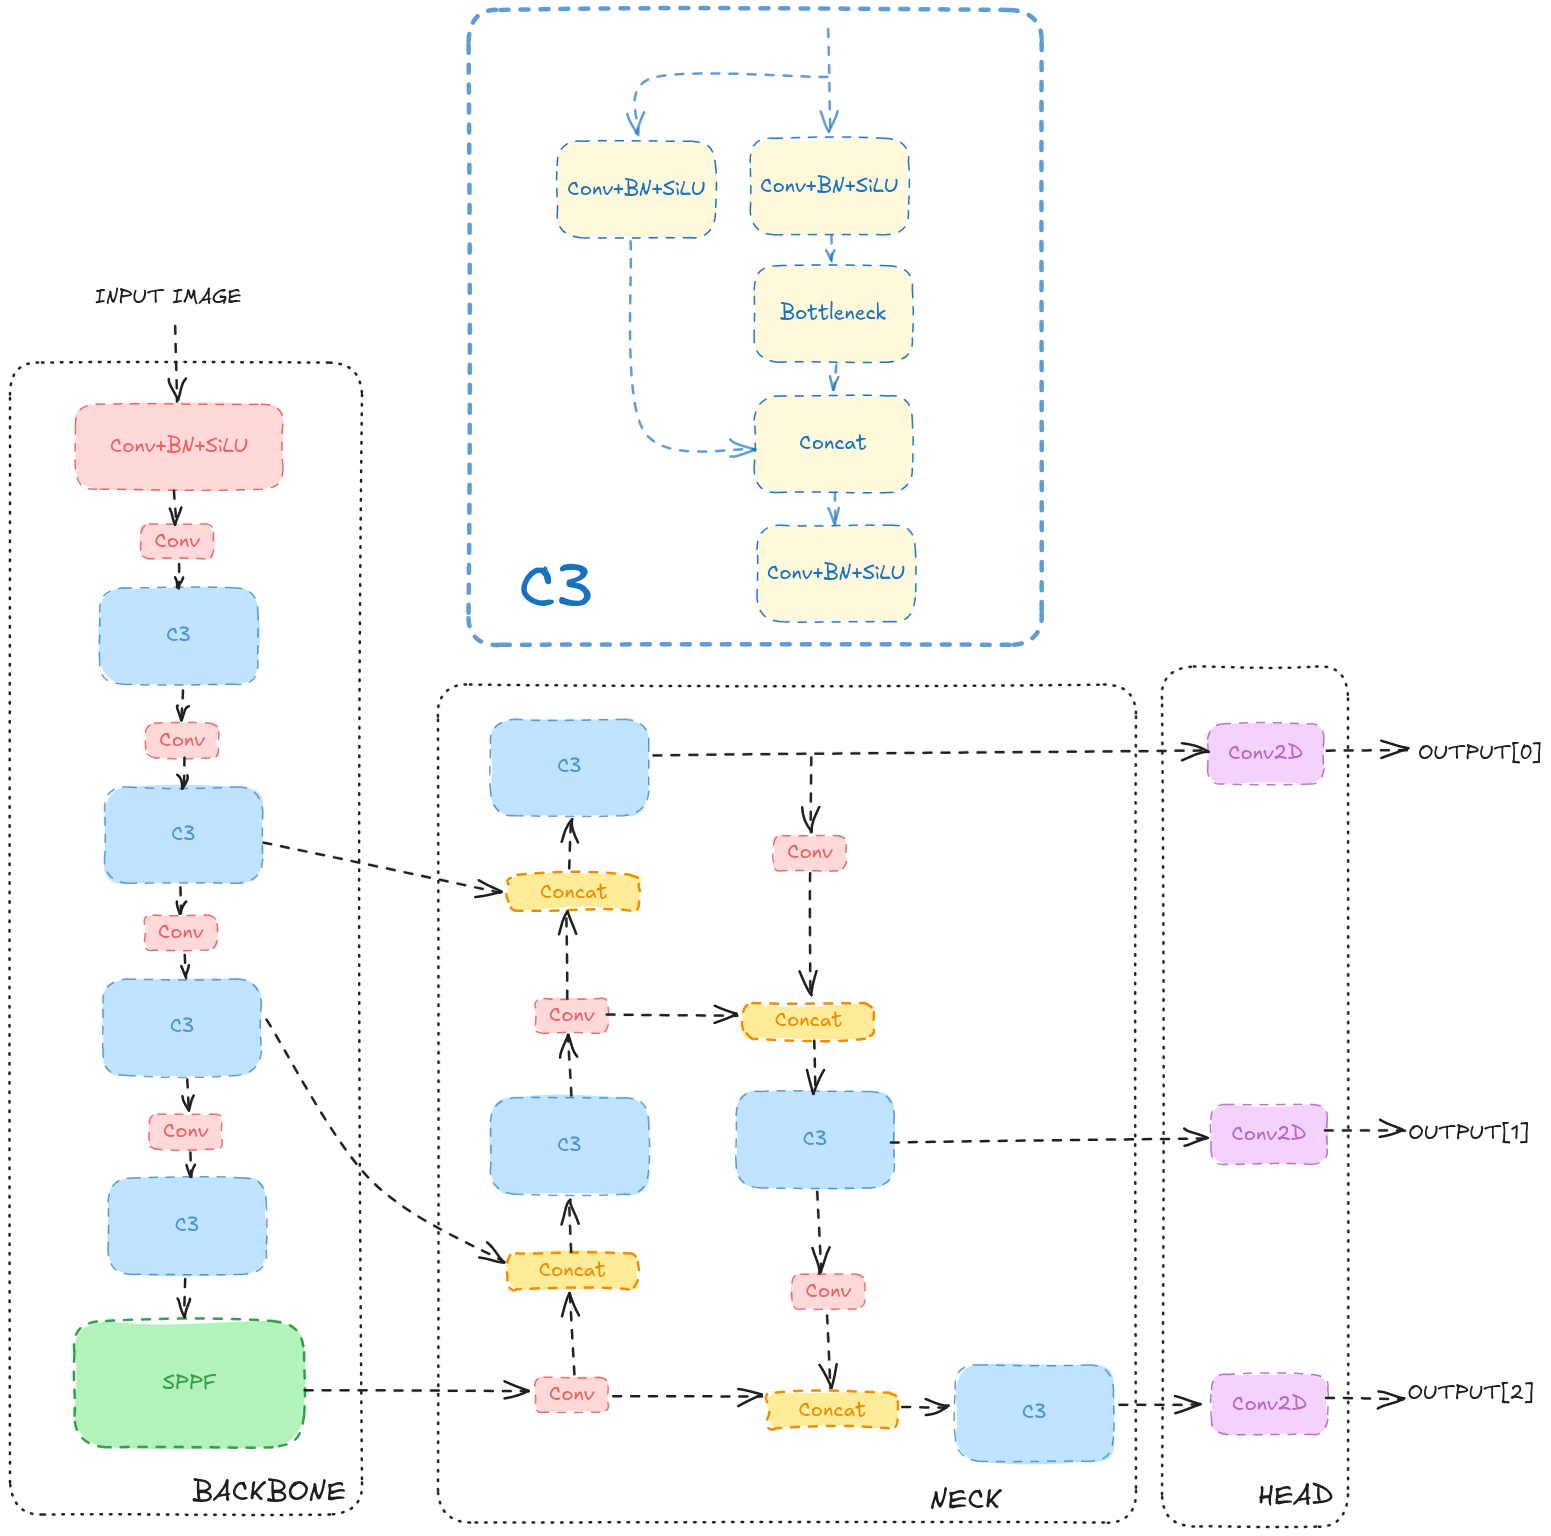 Conv+BN+SiLU
Conv+BN+SiLU
Bottleneck
Concat
Conv+BN+SiLU
C3
INPUT IMAGE
Conv+BN+SiLU
Conv
C3
Conv
C3
Conv
C3
Conv
C3
SPPF
BACKBONE
C3
Concat
Conv
C3
Concat
Conv
Conv
Concat
C3
Conv
Concat
C3
NECK
Conv2D
Conv2D
Conv2D
HEAD
OUTPUT[0]
OUTPUT[1]
OUTPUT[2]